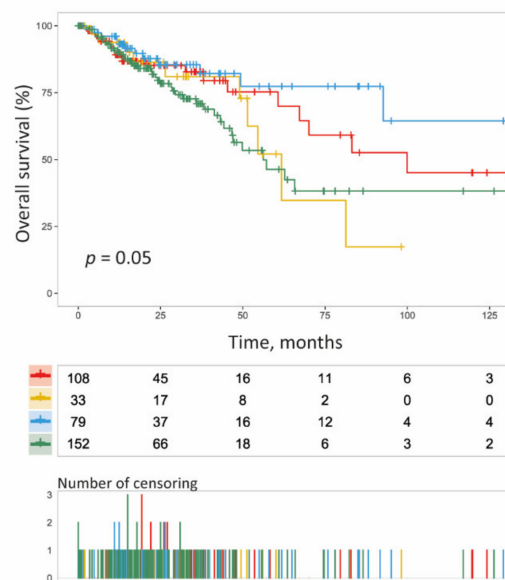 100
75
50
25
0
Overall survival (%)
p = 0.05
0 25 50 75 100 125
Time, months
108 45 16 11 6 3
33 17 8 2 0 0
79 37 16 12 4 4
152 66 18 6 3 2
Number of censoring
3
2
1
0